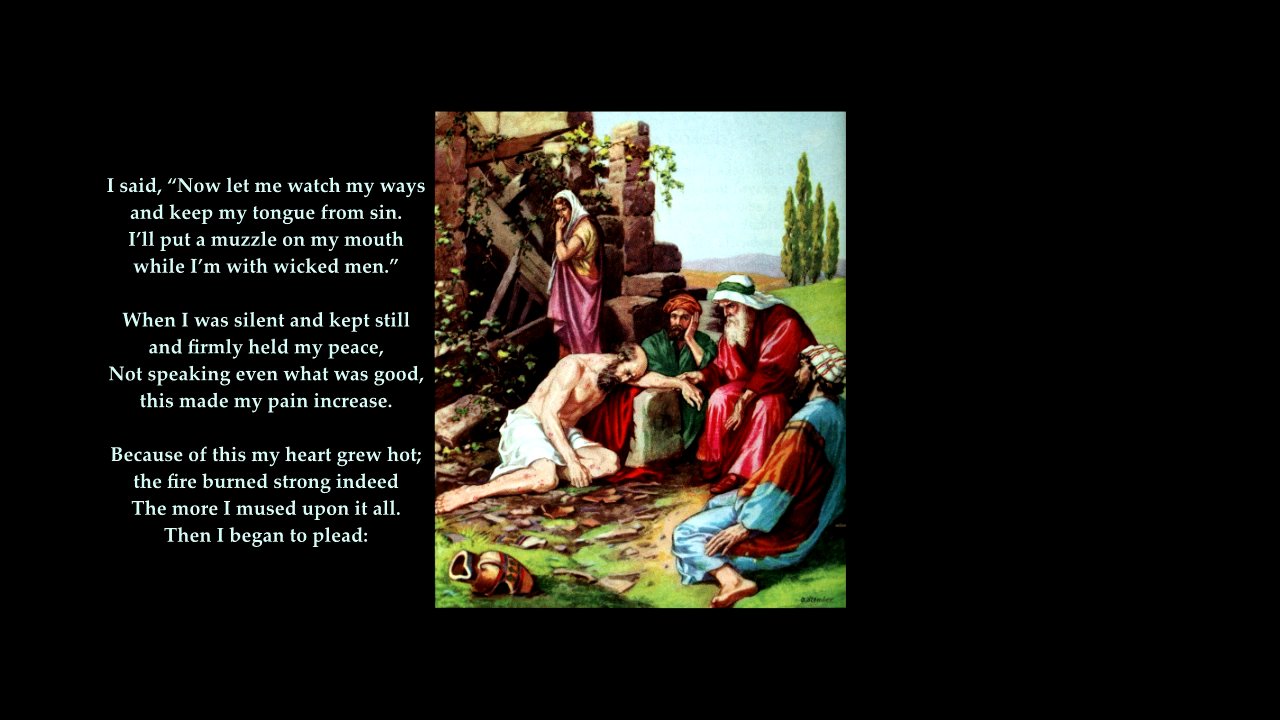 I said, “Now let me watch my ways
and keep my tongue from sin.
I’ll put a muzzle on my mouth
while I’m with wicked men.”
When I was silent and kept still
and firmly held my peace,
Not speaking even what was good,
this made my pain increase.
Because of this my heart grew hot;
the fire burned strong indeed
The more I mused upon it all.
Then I began to plead: